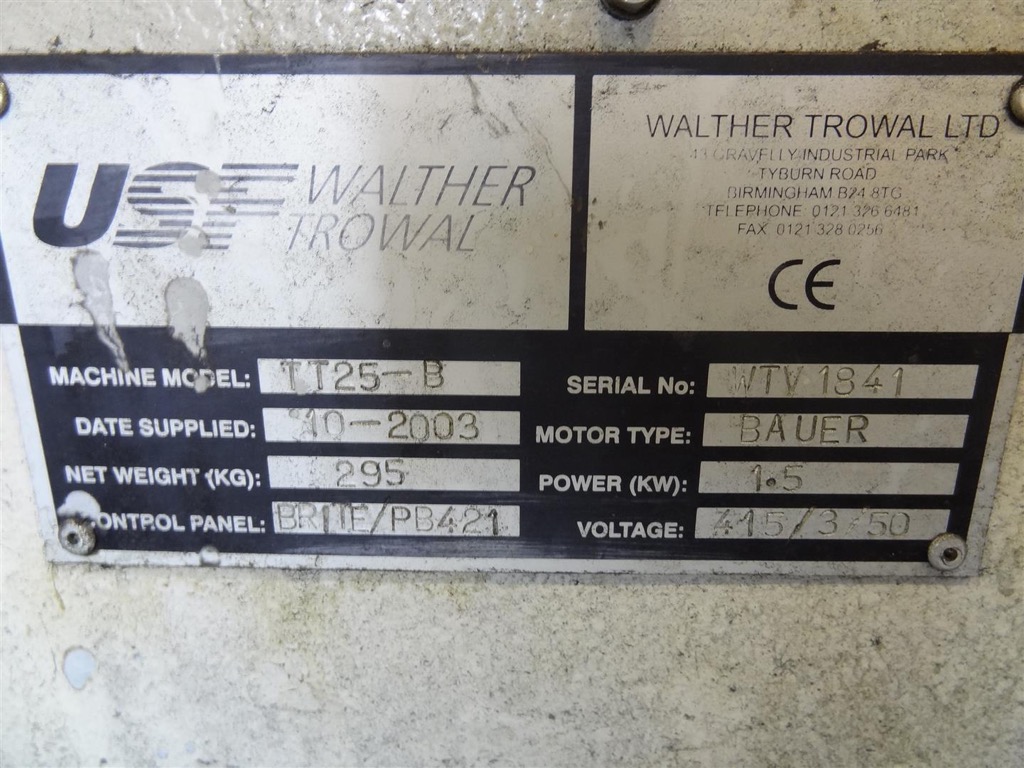 USF WALTHER
TROWAL
WALTHER TROWAL LTD
43 GRAVELLY INDUSTRIAL PARK
TYBURN ROAD
BIRMINGHAM B24 8TG
TELEPHONE 0121 326 6481
FAX 0121 328 0256
CE
MACHINE MODEL: TT25-B
SERIAL No: WTV 1841
DATE SUPPLIED: 10-2003
MOTOR TYPE: BAUER
NET WEIGHT (KG): 295
POWER (KW): 1.5
CONTROL PANEL: BRITE/PB421
VOLTAGE: 415/3/50